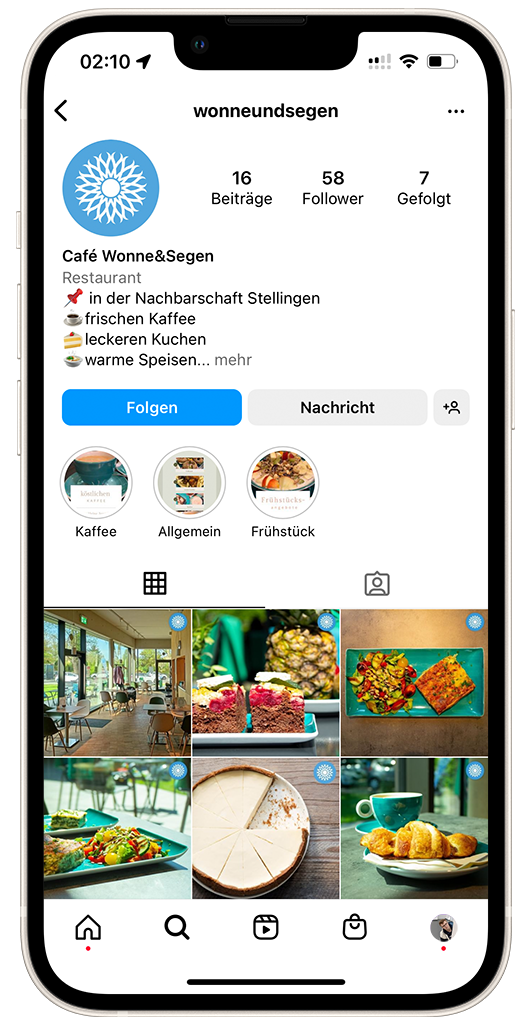 02:10
wonneundsegen
16 58 7
Beiträge Follower Gefolgt
Café Wonne&Segen
Restaurant
📌 in der Nachbarschaft Stellingen
☕frischen Kaffee
🍰leckeren Kuchen
🍲warme Speisen... mehr
Folgen Nachricht
köstlichen
KAFFEE
Frühstücks-
angebote
Kaffee Allgemein Frühstück